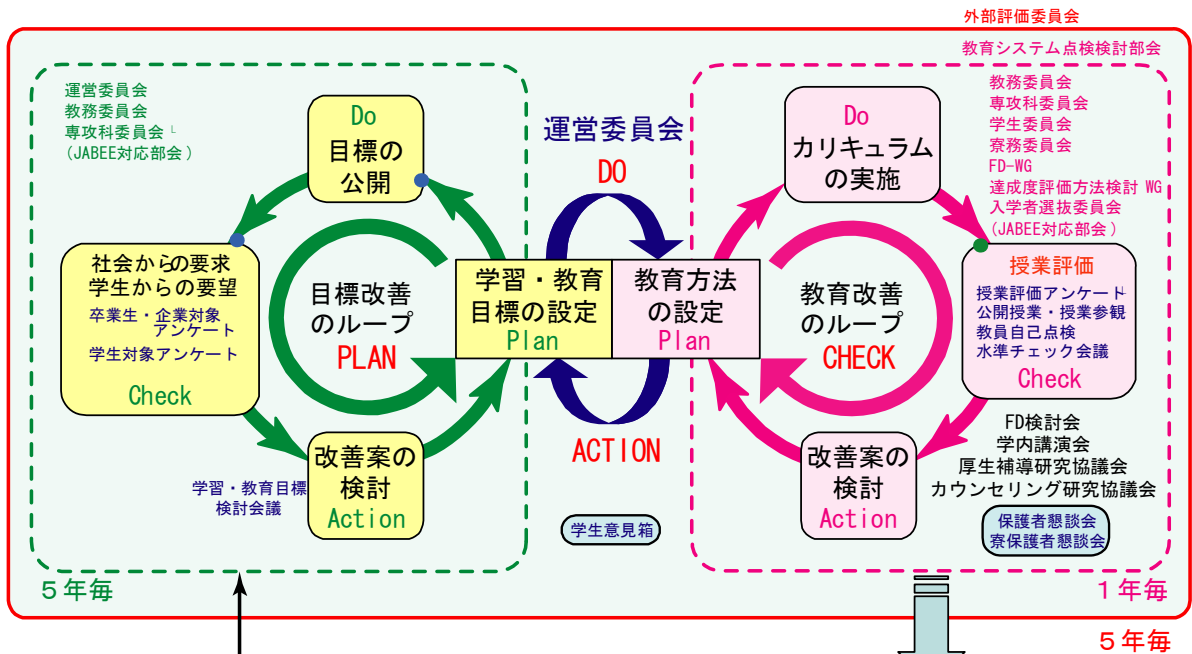 外部評価委員会
教育システム点検検討部会
運営委員会
教務委員会
専攻科委員会
(JABEE対応部会)
Do
目標の
公開
運営委員会
DO
Do
カリキュラム
の実施
教務委員会
専攻科委員会
学生委員会
寮務委員会
FD-WG
達成度評価方法検討 WG
入学者選抜委員会
(JABEE対応部会)
社会からの要求
学生からの要望
卒業生・企業対象
アンケート
学生対象アンケート
Check
目標改善
のループ
PLAN
学習・教育
目標の設定
Plan
教育方法
の設定
Plan
教育改善
のループ
CHECK
授業評価
授業評価アンケート
公開授業・授業参観
教員自己点検
水準チェック会議
Check
ACTION
学習・教育目標
検討会議
改善案の
検討
Action
学生意見箱
改善案の
検討
Action
FD検討会
学内講演会
厚生補導研究協議会
カウンセリング研究協議会
保護者懇談会
寮保護者懇談会
5年毎
1年毎
5年毎